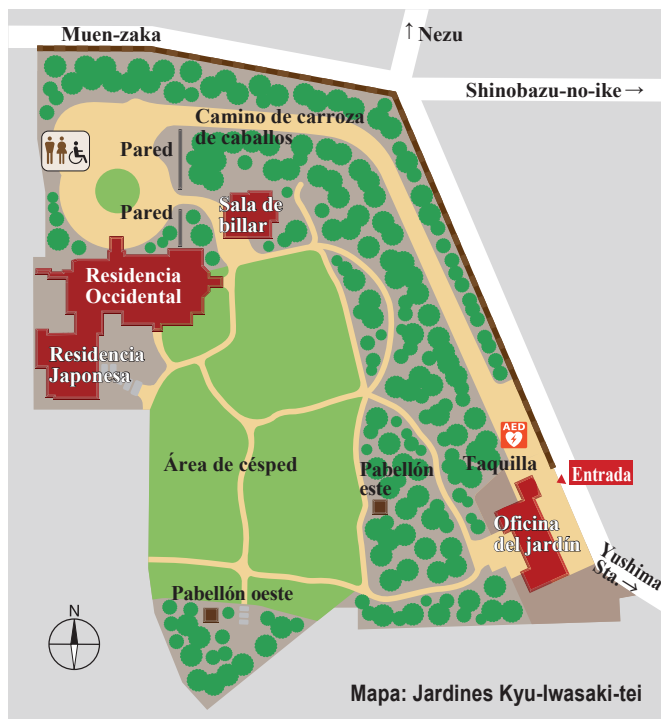 Muen-zaka
↑ Nezu
Shinobazu-no-ike→
Camino de carroza
de caballos
Pared
Pared
Sala de
billar
Residencia
Occidental
Residencia
Japonesa
AED
Área de césped
Pabellón
este
Taquilla
Entrada
Oficina
del jardín
Yushima
Sta.→
Pabellón oeste
N
Mapa: Jardines Kyu-Iwasaki-tei